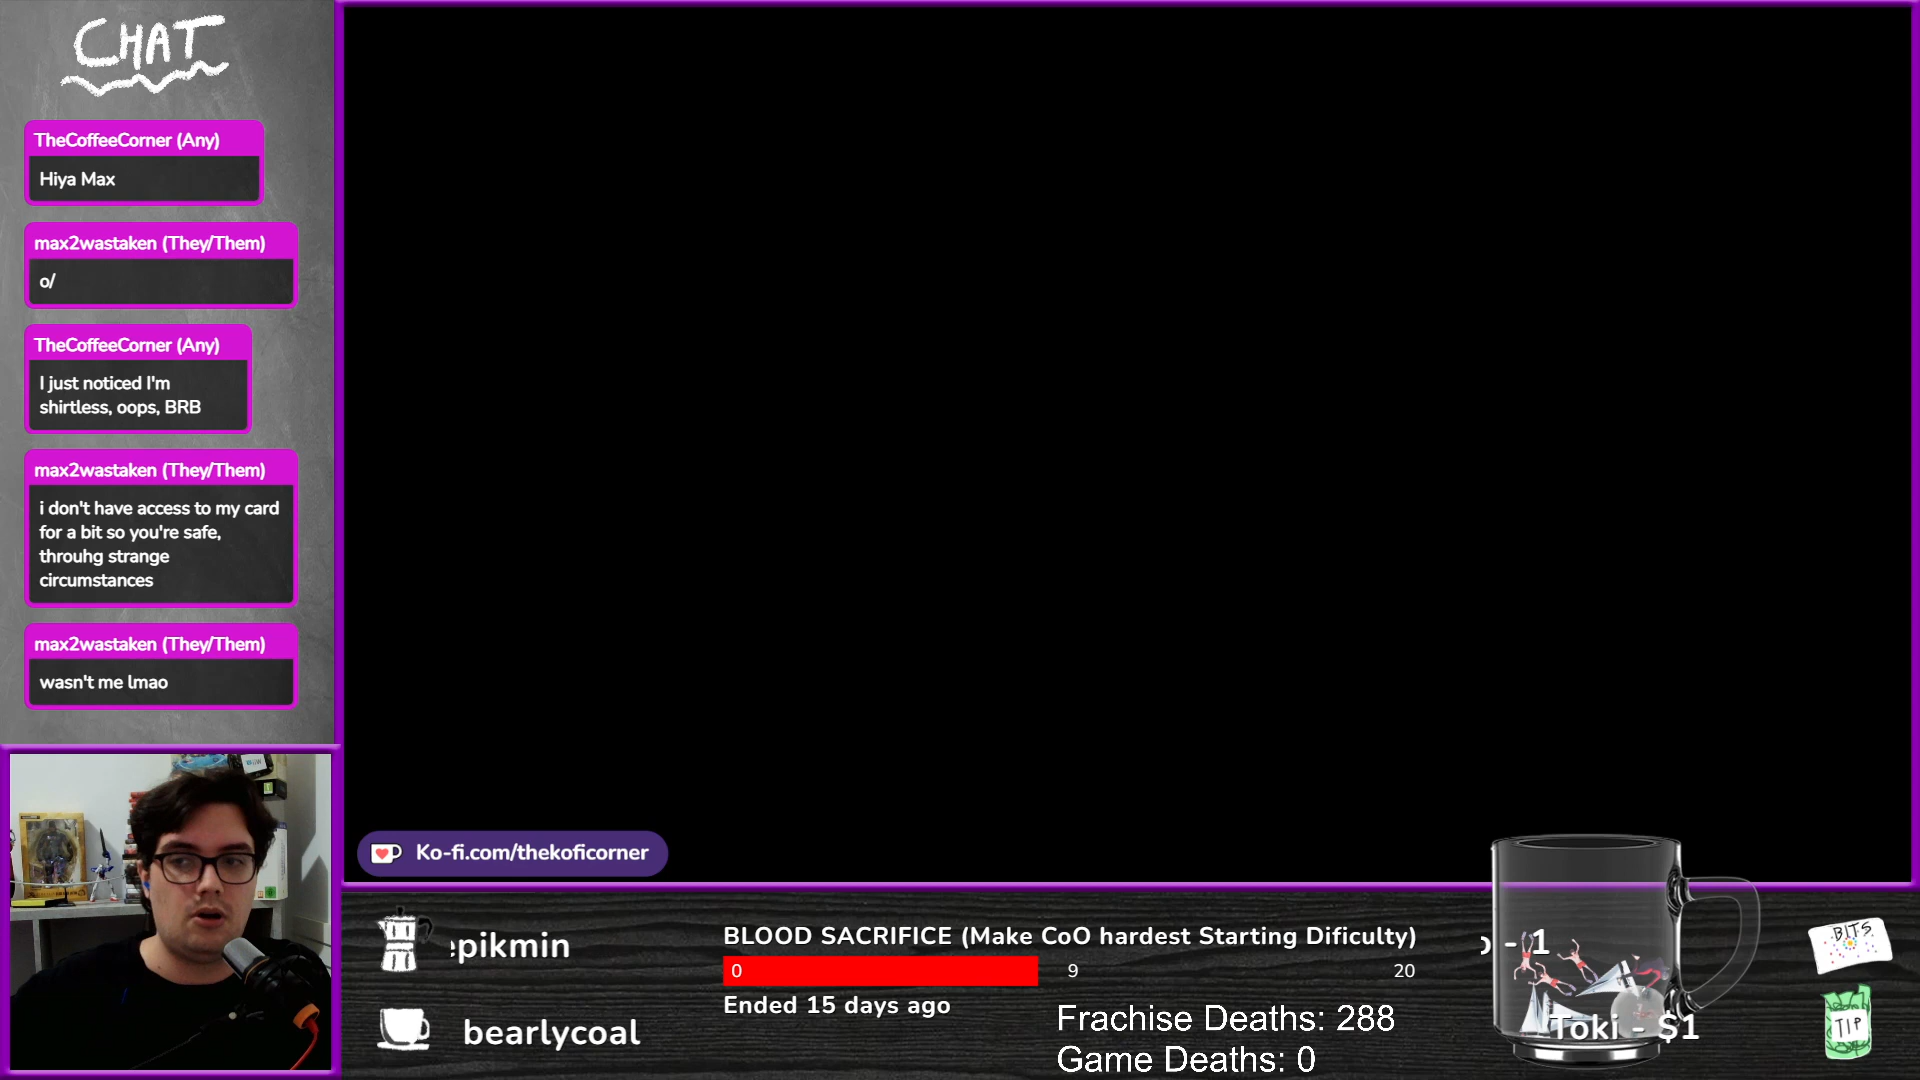 CHAT
TheCoffeeCorner (Any)
Hiya Max
max2wastaken (They/Them)
o/
TheCoffeeCorner (Any)
I just noticed I'm
shirtless, oops, BRB
max2wastaken (They/Them)
i don't have access to my card
for a bit so you're safe,
throuhg strange
circumstances
max2wastaken (They/Them)
wasn't me lmao
Ko-fi.com/thekoficorner
pikmin
bearlycoal
BLOOD SACRIFICE (Make CoO hardest Starting Dificulty)
0 9 20
Ended 15 days ago
Frachise Deaths: 288
Game Deaths: 0
- 1
Toki - $1
BITS
TIP